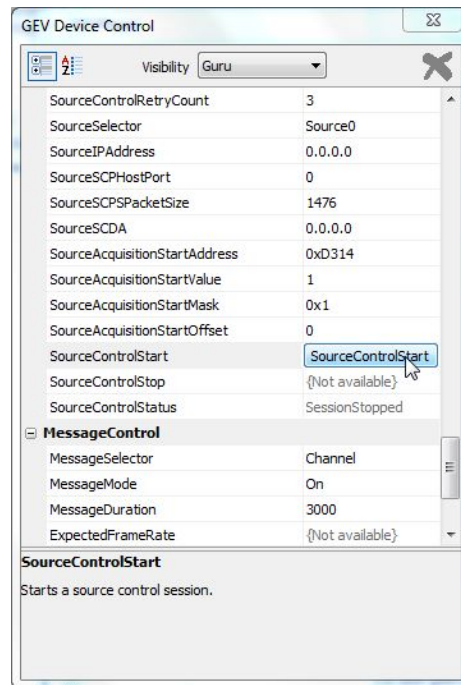 GEV Device Control
Visibility Guru
SourceControlRetryCount 3
SourceSelector Source0
SourceIPAddress 0.0.0.0
SourceSCPHostPort 0
SourceSCPSPacketSize 1476
SourceSCDA 0.0.0.0
SourceAcquisitionStartAddress 0xD314
SourceAcquisitionStartValue 1
SourceAcquisitionStartMask 0x1
SourceAcquisitionStartOffset 0
SourceControlStart SourceControlStart
SourceControlStop {Not available}
SourceControlStatus SessionStopped
MessageControl
MessageSelector Channel
MessageMode On
MessageDuration 3000
ExpectedFrameRate {Not available}
SourceControlStart
Starts a source control session.